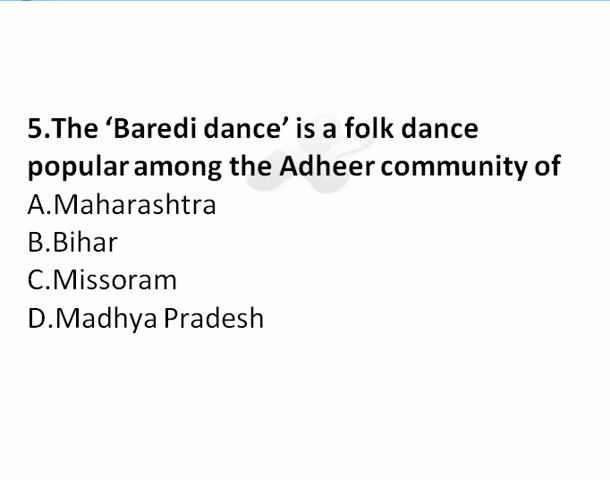 5.The ‘Baredi dance’ is a folk dance
popular among the Adheer community of
A.Maharashtra
B.Bihar
C.Missoram
D.Madhya Pradesh